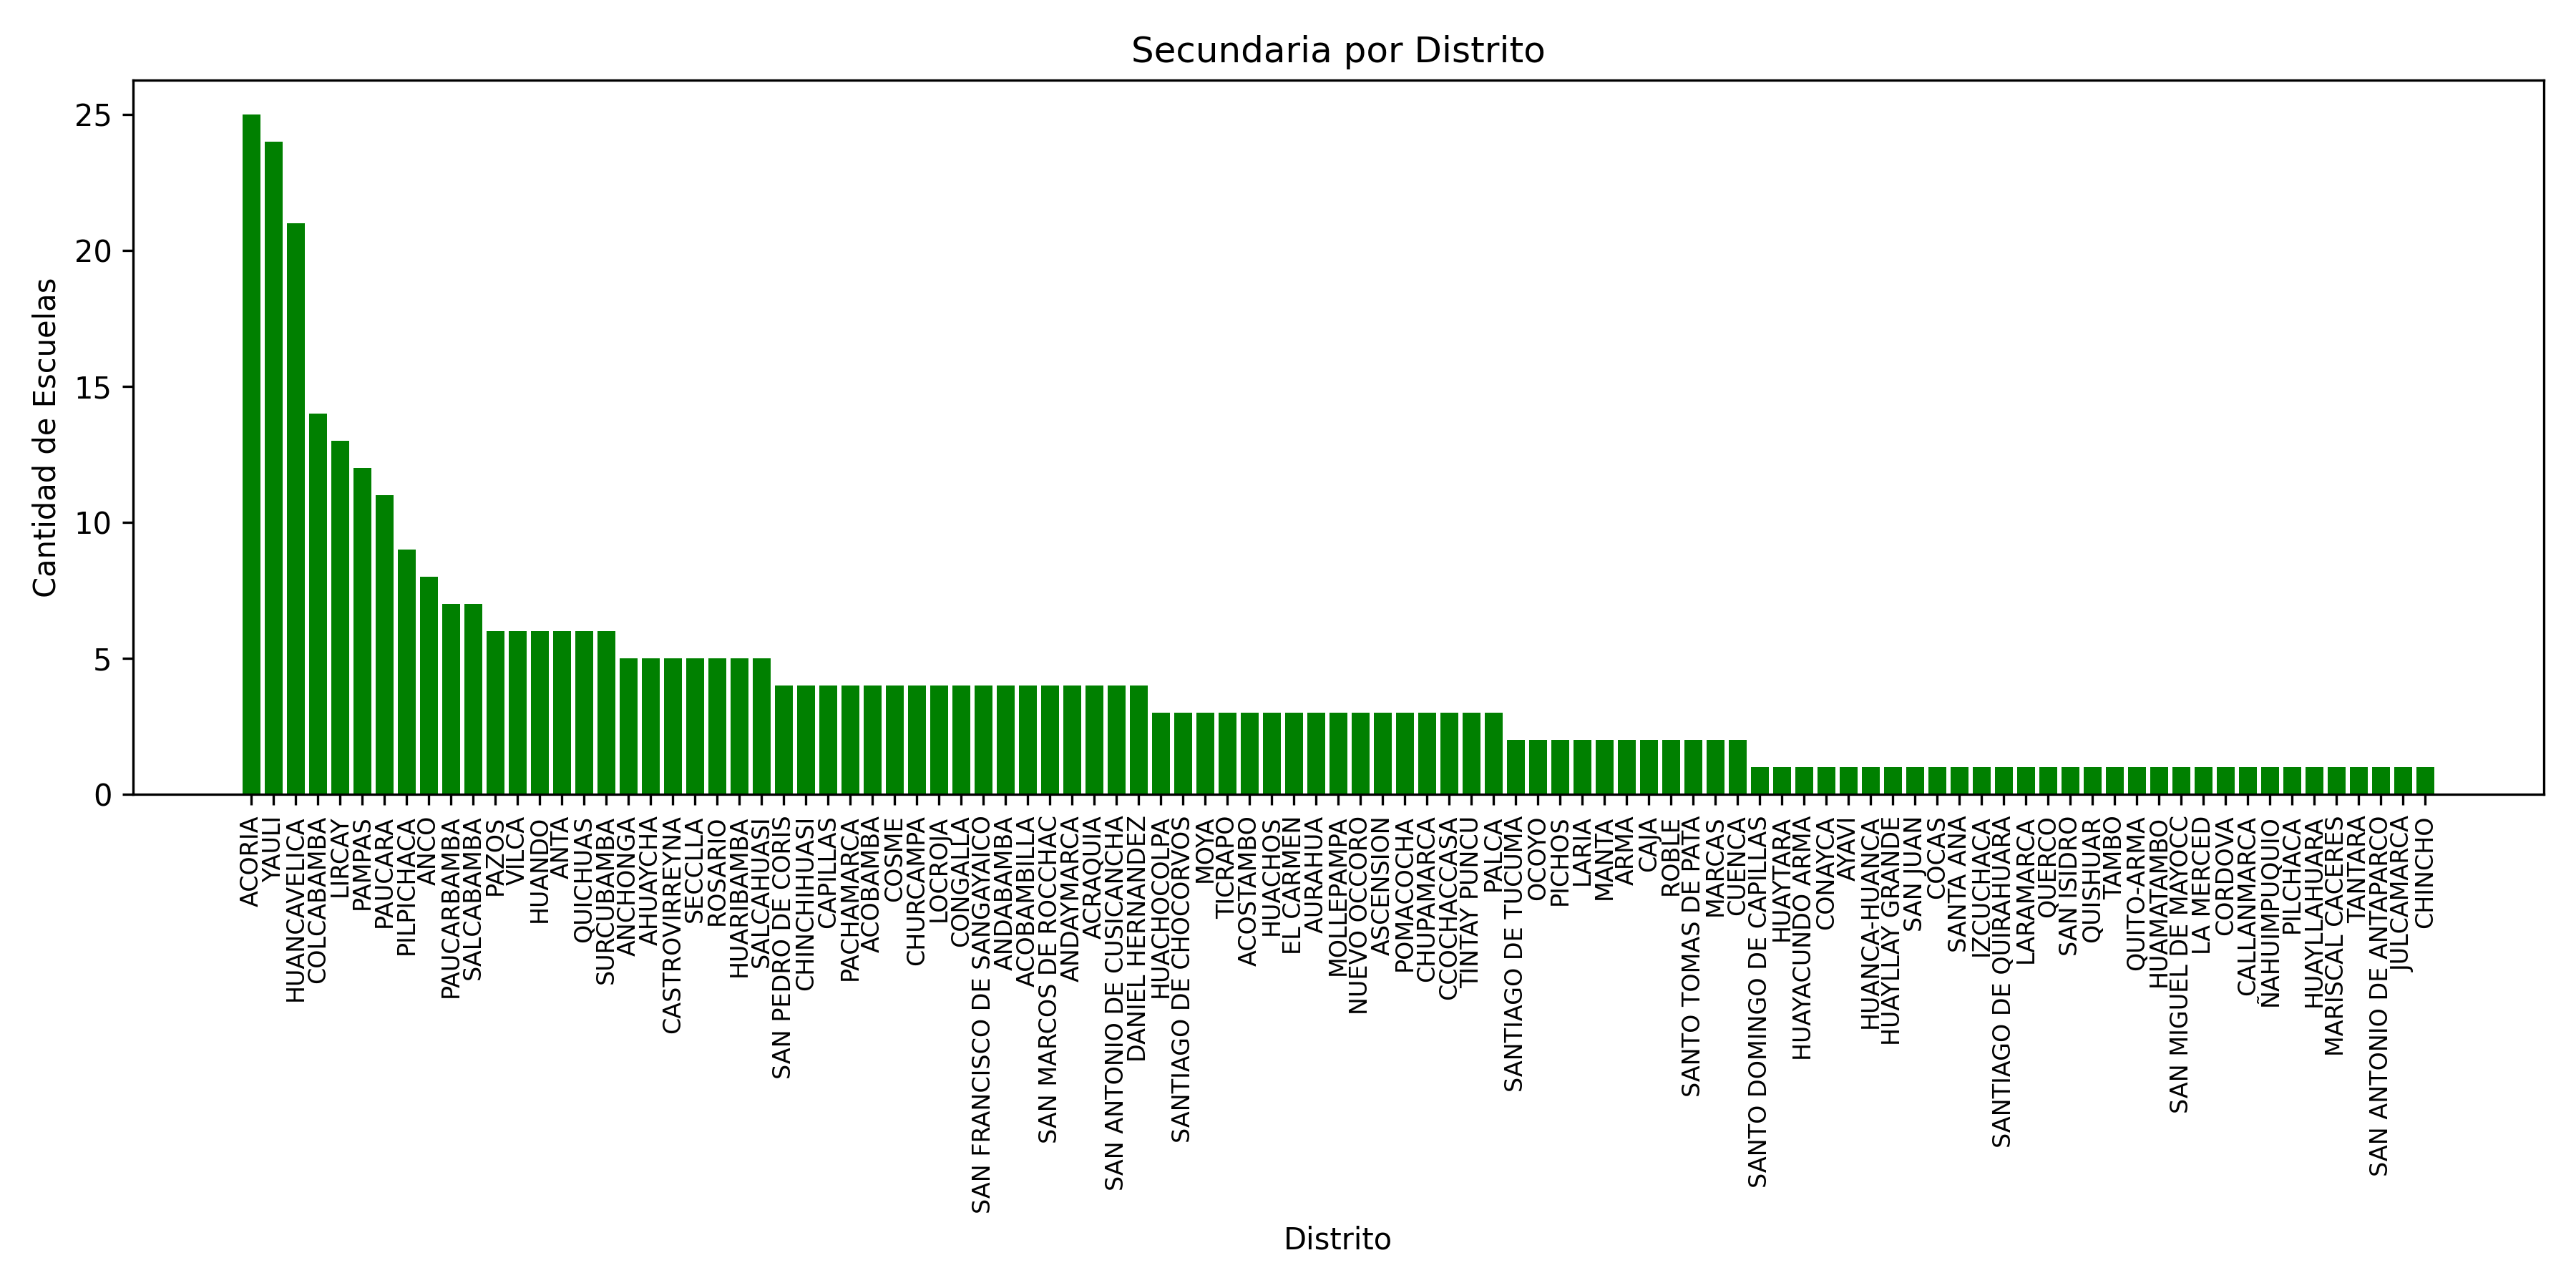 Secundaria por Distrito
Cantidad de Escuelas
25
20
15
10
5
0
ACORIA
YAULI
HUANCAVELICA
COLCABAMBA
LIRCAY
PAMPAS
PAUCARA
PILPICHACA
ANCO
PAUCARBAMBA
SALCABAMBA
PAZOS
VILCA
HUANDO
ANTA
QUICHUAS
SURCUBAMBA
ANCHONGA
AHUAYCHA
CASTROVIRREYNA
SECCLLA
ROSARIO
HUARIBAMBA
SALCAHUASI
SAN PEDRO DE CORIS
CHINCHIHUASI
CAPILLAS
PACHAMARCA
ACOBAMBA
COSME
CHURCAMPA
LOCROJA
CONGALLA
SAN FRANCISCO DE SANGAYAICO
ANDABAMBA
ACOBAMBILLA
SAN MARCOS DE ROCCHAC
ANDAYMARCA
ACRAQUIA
SAN ANTONIO DE CUSICANCHA
DANIEL HERNANDEZ
HUACHOCOLPA
SANTIAGO DE CHOCORVOS
MOYA
TICRAPO
ACOSTAMBO
HUACHOS
EL CARMEN
AURAHUA
MOLLEPAMPA
NUEVO OCCORO
ASCENSION
POMACOCHA
CHUPAMARCA
CCOCHACCASA
TINTAY PUNCU
PALCA
SANTIAGO DE TUCUMA
OCOYO
PICHOS
LARIA
MANTA
ARMA
CAJA
ROBLE
SANTO TOMAS DE PATA
MARCAS
CUENCA
SANTO DOMINGO DE CAPILLAS
HUAYTARA
HUAYACUNDO ARMA
CONAYCA
AYAVI
HUANCA-HUANCA
HUAYLLAY GRANDE
SAN JUAN
COCAS
SANTA ANA
IZCUCHACA
SANTIAGO DE QUIRAHUARA
LARAMARCA
QUERCO
SAN ISIDRO
QUISHUAR
TAMBO
QUITO-ARMA
HUAMATAMBO
SAN MIGUEL DE MAYOCC
LA MERCED
CORDOVA
CALLANMARCA
ÑAHUIMPUQUIO
PILCHACA
HUAYLLAHUARA
MARISCAL CACERES
TANTARA
SAN ANTONIO DE ANTAPARCO
JULCAMARCA
CHINCHO
Distrito